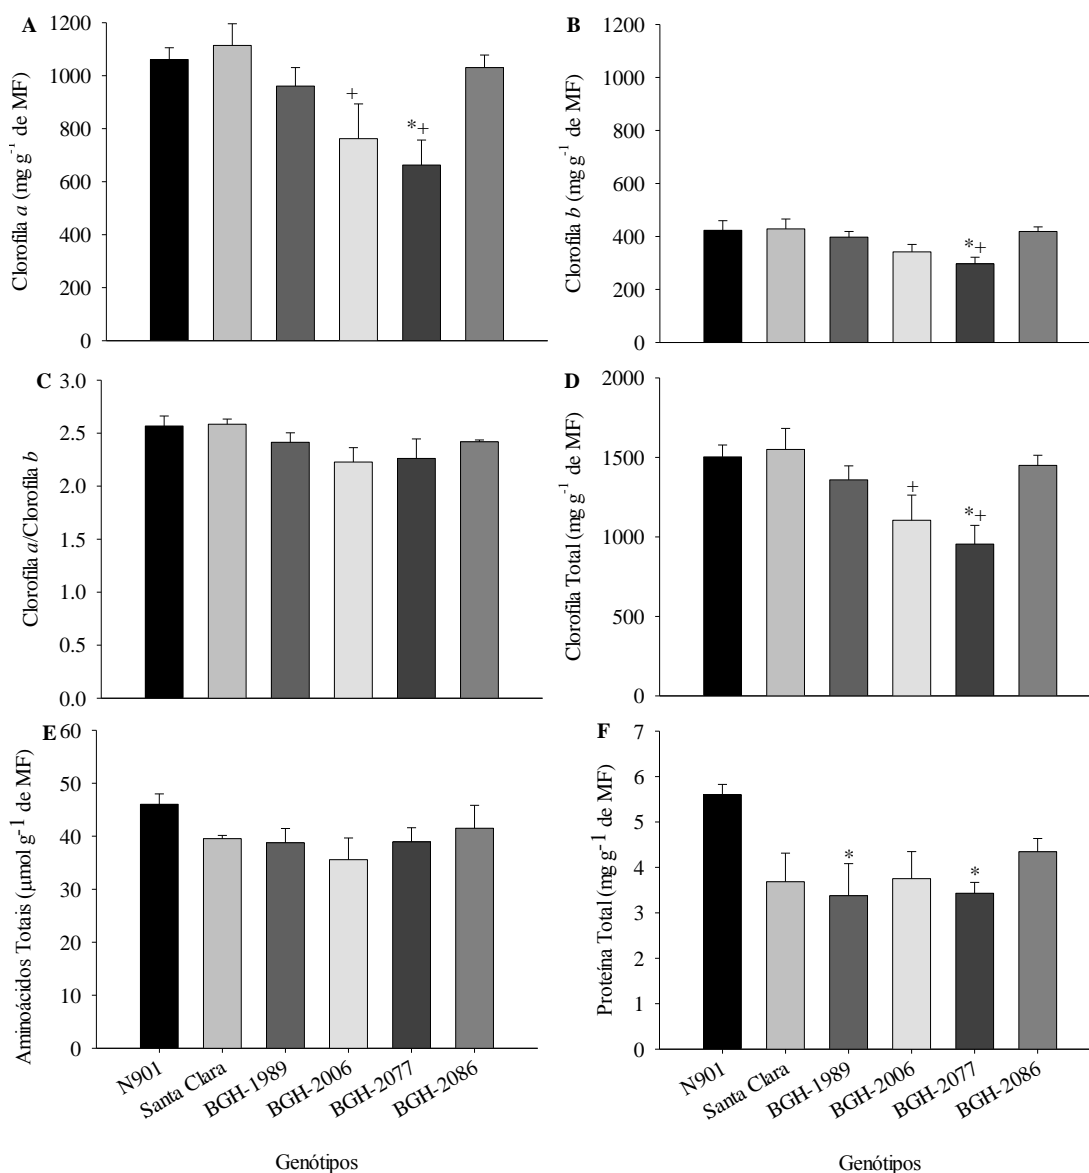 A
Clorofila a (mg g⁻¹ de MF)
1200
1000
800
600
400
200
0
+
*+
B
Clorofila b (mg g⁻¹ de MF)
1200
1000
800
600
400
200
0
*+
C
Clorofila a/Clorofila b
3.0
2.5
2.0
1.5
1.0
0.5
0.0
D
Clorofila Total (mg g⁻¹ de MF)
2000
1500
1000
500
0
+
*+
E
Aminoácidos Totais (µmol g⁻¹ de MF)
60
50
40
30
20
10
0
N901
Santa Clara
BGH-1989
BGH-2006
BGH-2077
BGH-2086
Genótipos
F
Proteína Total (mg g⁻¹ de MF)
7
6
5
4
3
2
1
0
*
*
N901
Santa Clara
BGH-1989
BGH-2006
BGH-2077
BGH-2086
Genótipos